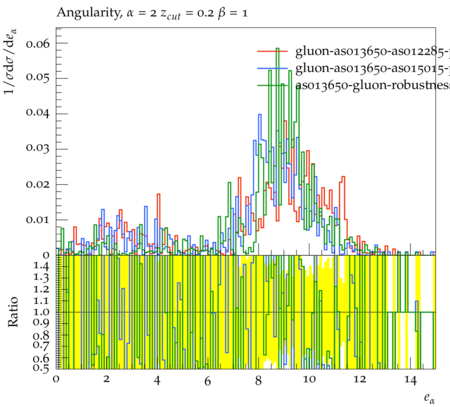 Angularity, α = 2 z_cut = 0.2 β = 1
1/σdσ/de_α
0.06
0.05
0.04
0.03
0.02
0.01
0
gluon-as013650-as012285-
gluon-as013650-as015015-
as013650-gluon-robustness
Ratio
1.4
1.3
1.2
1.1
1.0
0.9
0.8
0.7
0.6
0.5
0 2 4 6 8 10 12 14
e_α